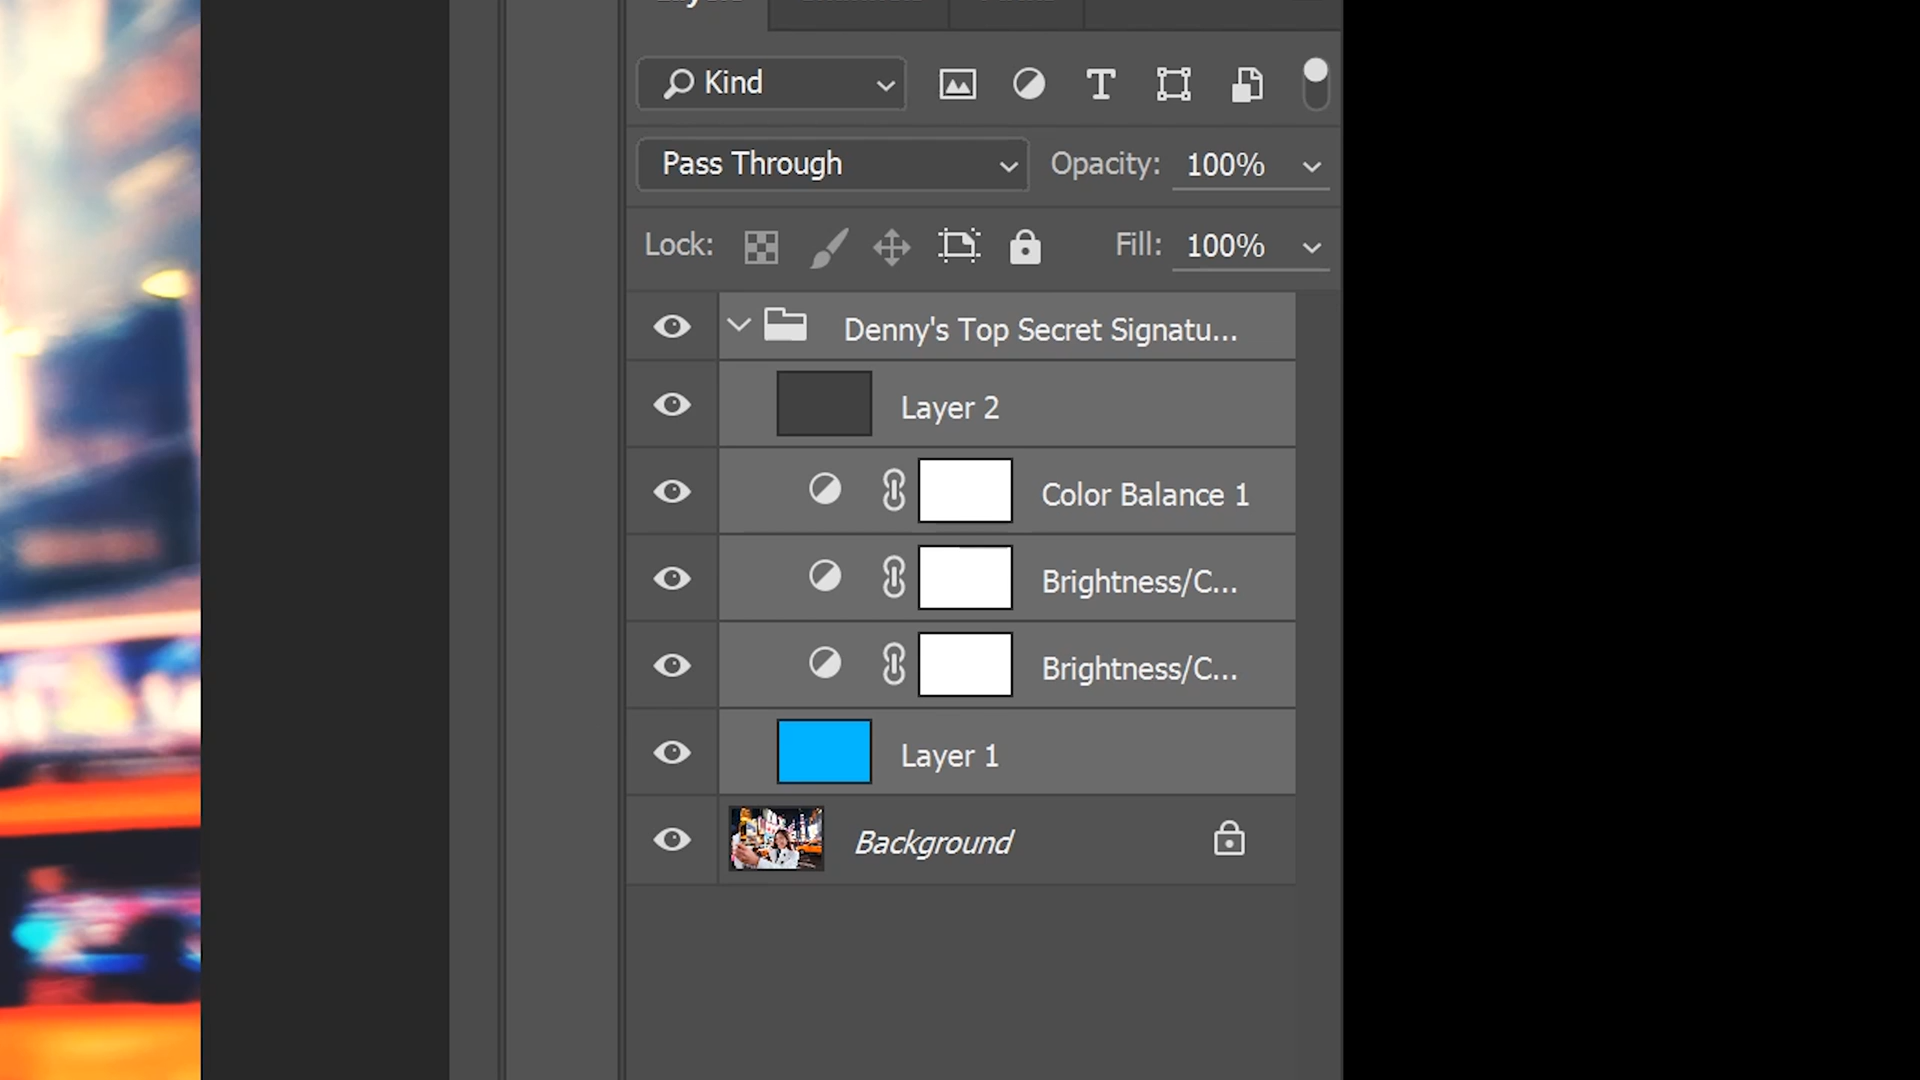 Kind
Pass Through
Opacity: 100%
Lock:
Fill: 100%
Denny's Top Secret Signatu...
Layer 2
Color Balance 1
Brightness/C...
Brightness/C...
Layer 1
Background